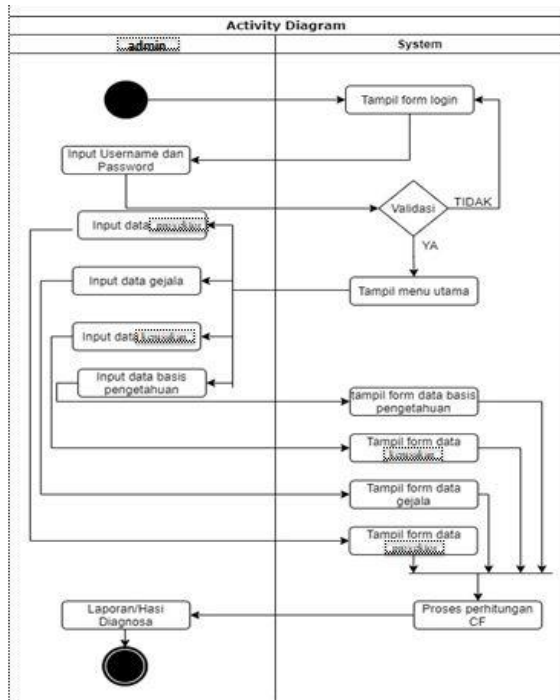 Activity Diagram
admin
System
Tampil form login
Input Username dan
Password
Validasi
TIDAK
YA
Input data
Input data gejala
Tampil menu utama
Input data
Input data basis
pengetahuan
tampil form data basis
pengetahuan
Tampil form data
Tampil form data
gejala
Tampil form data
Laporan/Hasi
Diagnosa
Proses perhitungan
CF